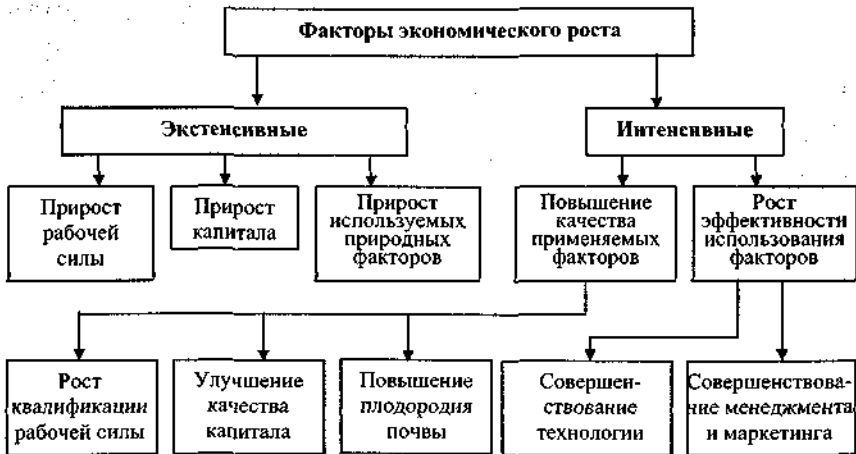 Факторы экономического роста
Экстенсивные
Интенсивные
Прирост
рабочей
силы
Прирост
капитала
Прирост
используемых
природных
факторов
Повышение
качества
применяемых
факторов
Рост
эффективности
использования
факторов
Рост
квалификации
рабочей силы
Улучшение
качества
капитала
Повышение
плодородия
почвы
Совершен-
ствование
технологии
Совершенствова-
ние менеджмента
и маркетинга